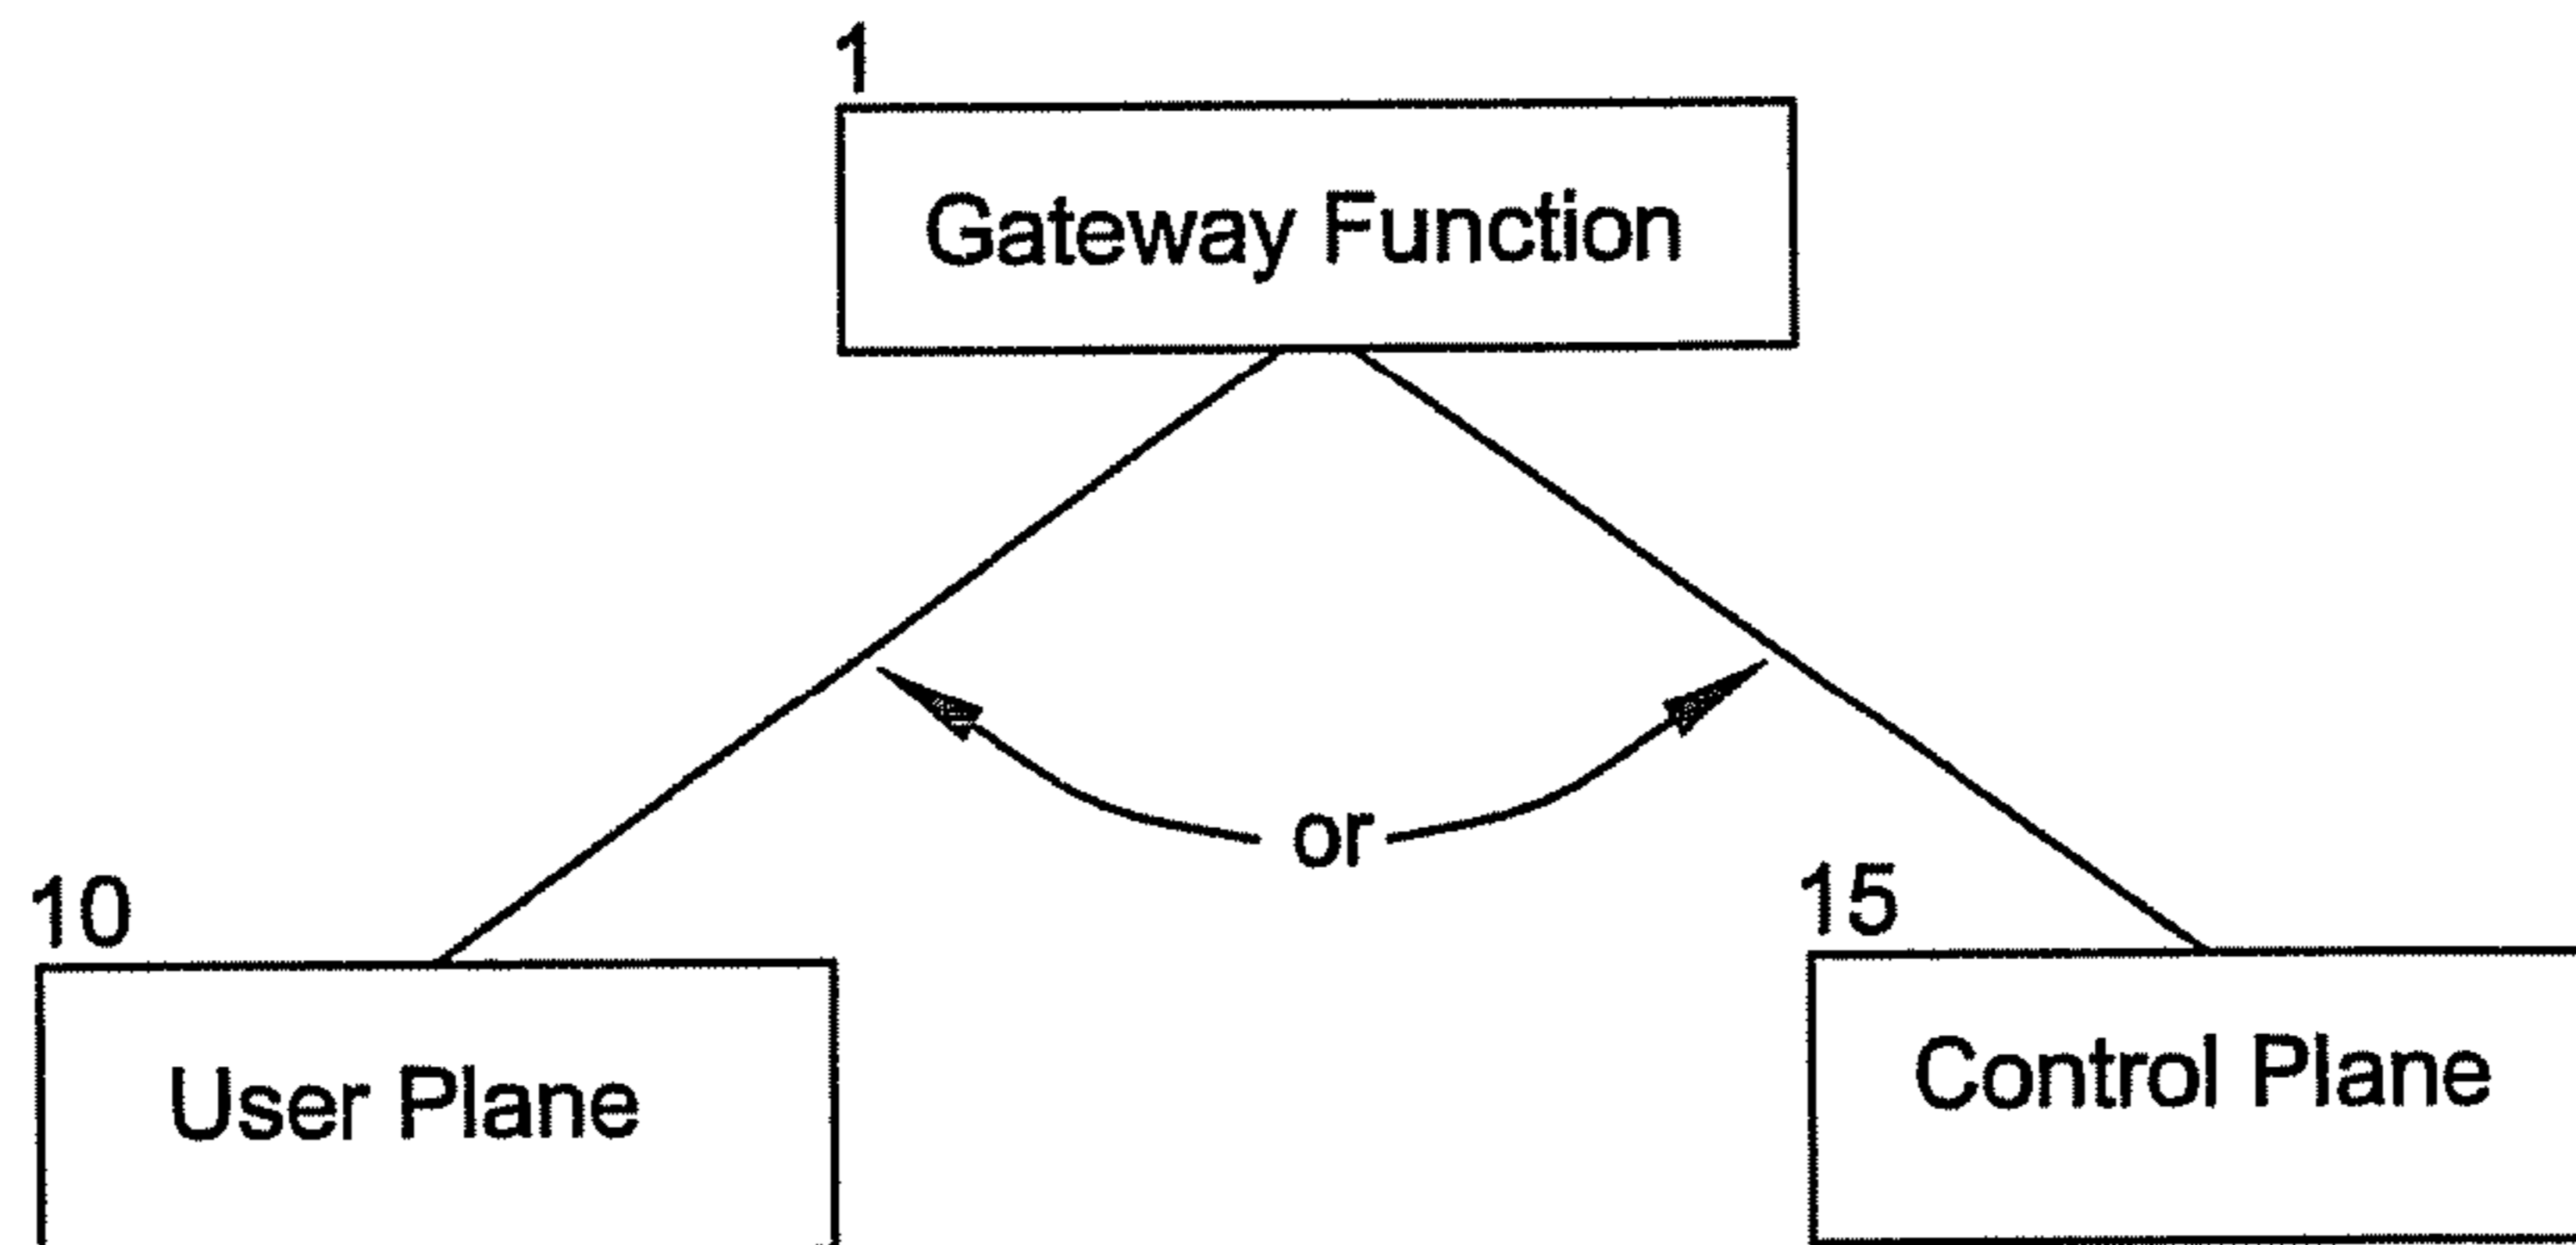 1
Gateway Function
or
10
15
User Plane
Control Plane